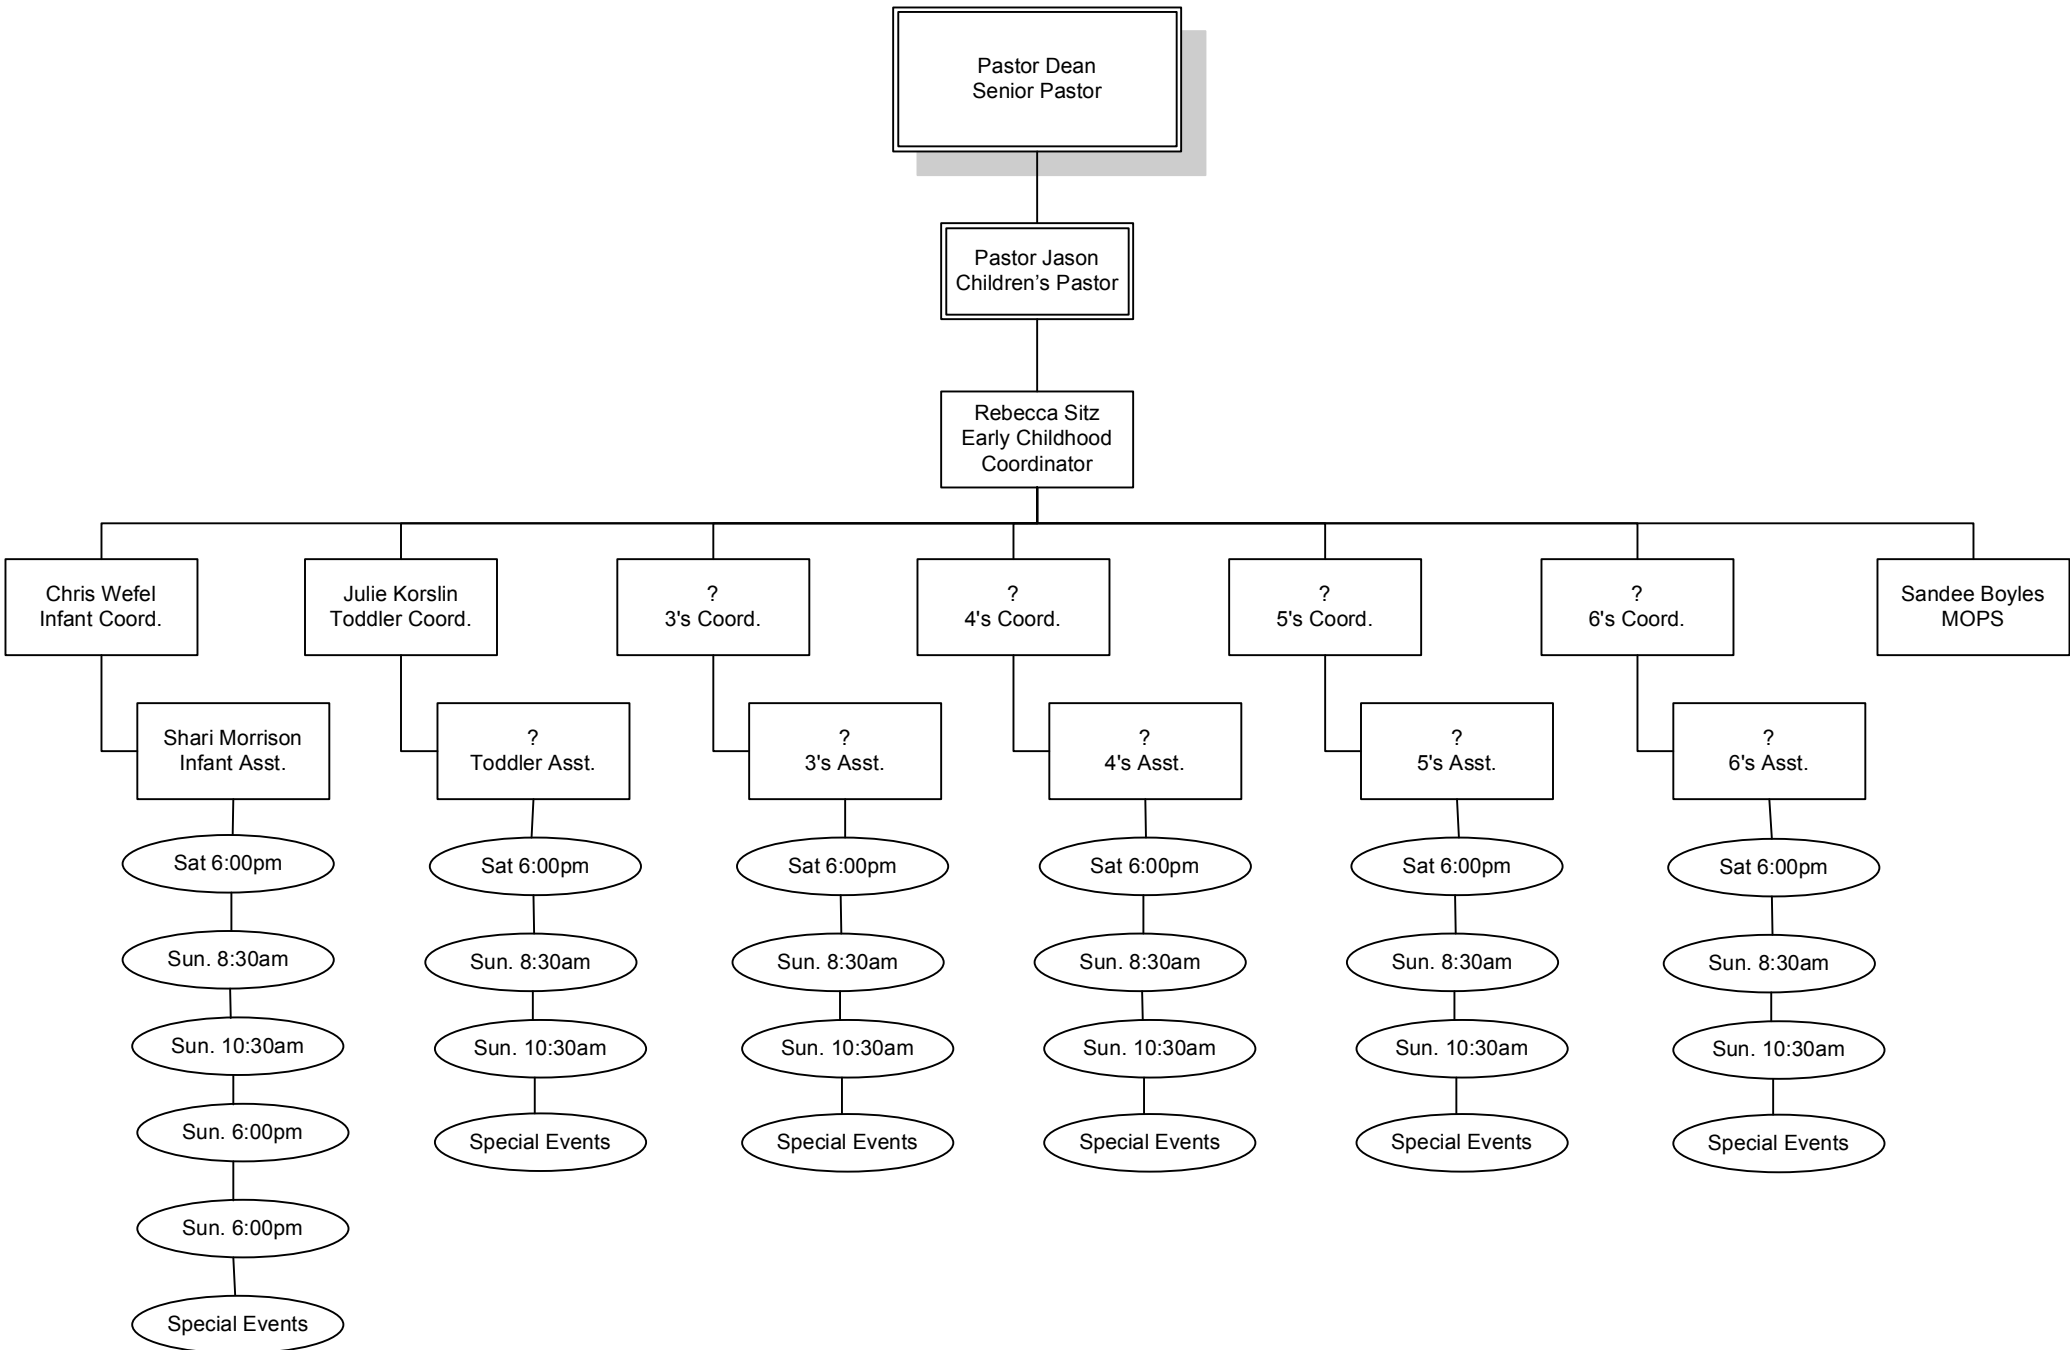 Pastor Dean
Senior Pastor
Pastor Jason
Children’s Pastor
Rebecca Sitz
Early Childhood
Coordinator
Chris Wefel
Infant Coord.
Julie Korslin
Toddler Coord.
?
3's Coord.
?
4's Coord.
?
5's Coord.
?
6's Coord.
Sandee Boyles
MOPS
Shari Morrison
Infant Asst.
?
Toddler Asst.
?
3's Asst.
?
4's Asst.
?
5's Asst.
?
6's Asst.
Sat 6:00pm
Sat 6:00pm
Sat 6:00pm
Sat 6:00pm
Sat 6:00pm
Sat 6:00pm
Sun. 8:30am
Sun. 8:30am
Sun. 8:30am
Sun. 8:30am
Sun. 8:30am
Sun. 8:30am
Sun. 10:30am
Sun. 10:30am
Sun. 10:30am
Sun. 10:30am
Sun. 10:30am
Sun. 10:30am
Sun. 6:00pm
Special Events
Special Events
Special Events
Special Events
Special Events
Sun. 6:00pm
Special Events